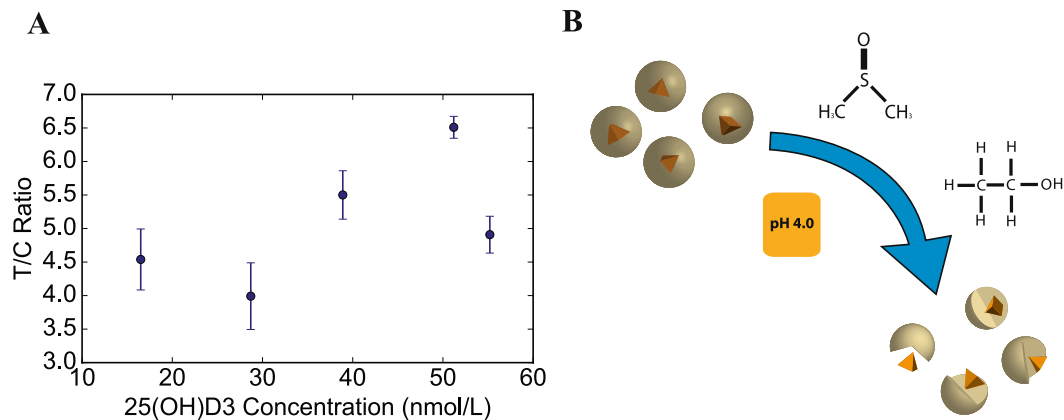 A
T/C Ratio
7.0
6.5
6.0
5.5
5.0
4.5
4.0
3.5
3.0
10 20 30 40 50 60
25(OH)D3 Concentration (nmol/L)
B
O
S
H₃C CH₃
pH 4.0
H H
H C C OH
H H